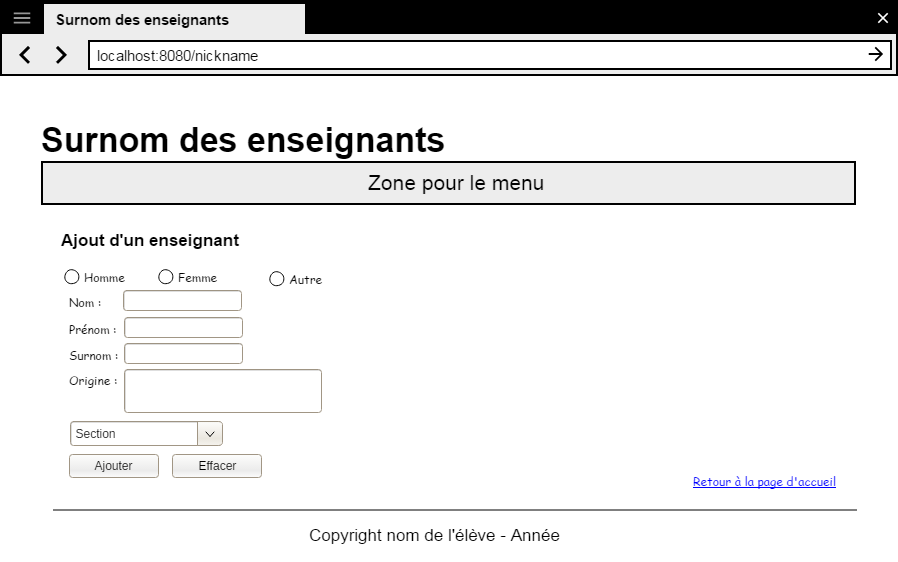 Surnom des enseignants
localhost:8080/nickname
Surnom des enseignants
Zone pour le menu
Ajout d'un enseignant
Homme Femme Autre
Nom :
Prénom :
Surnom :
Origine :
Section
Ajouter Effacer
Retour à la page d'accueil
Copyright nom de l'élève - Année